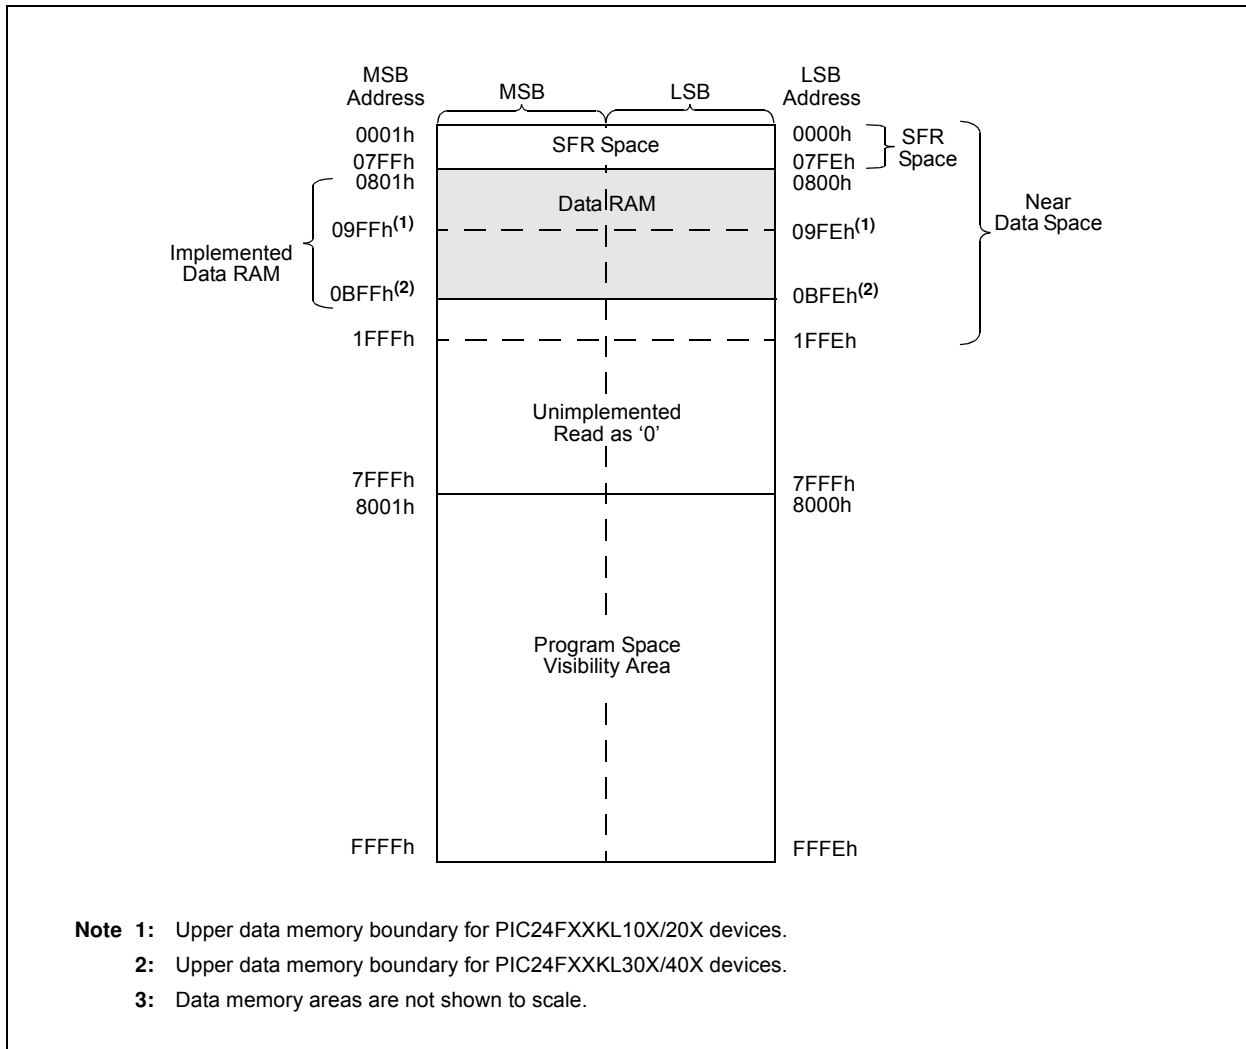 MSB
Address
MSB
LSB
LSB
Address
0001h
SFR Space
0000h
SFR
Space
07FFh
07FEh
0801h
0800h
Data RAM
Near
Data Space
09FFh(1)
09FEh(1)
Implemented
Data RAM
0BFFh(2)
0BFEh(2)
1FFFh
1FFEh
Unimplemented
Read as ‘0’
7FFFh
7FFFh
8001h
8000h
Program Space
Visibility Area
FFFFh
FFFEh
Note 1: Upper data memory boundary for PIC24FXXKL10X/20X devices.
2: Upper data memory boundary for PIC24FXXKL30X/40X devices.
3: Data memory areas are not shown to scale.